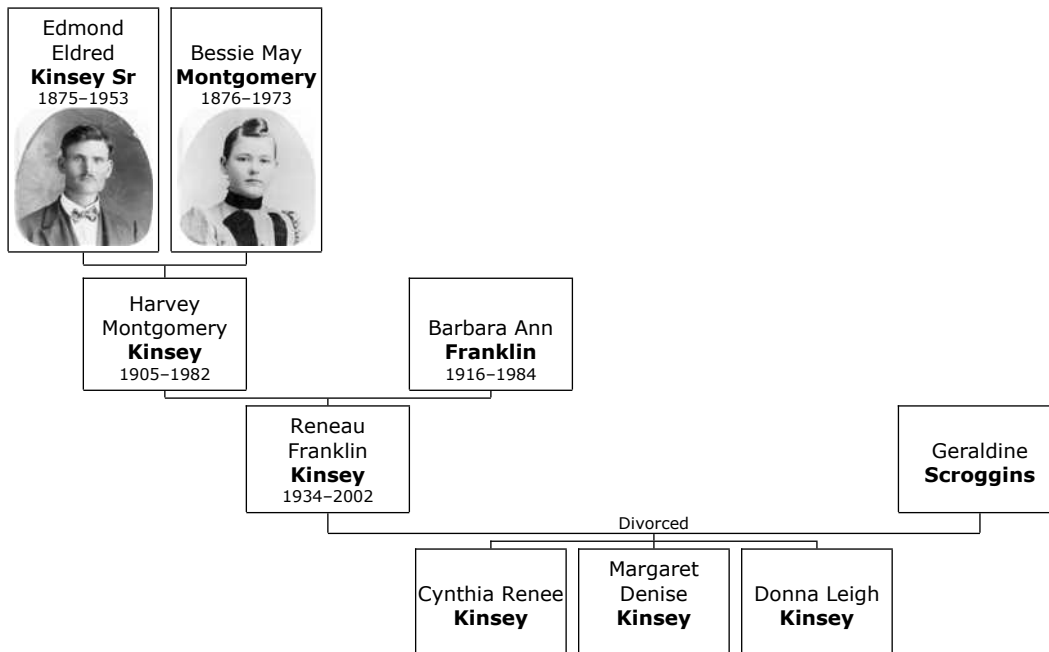 Edmond
Eldred
Kinsey Sr
1875–1953
Bessie May
Montgomery
1876–1973
Harvey
Montgomery
Kinsey
1905–1982
Barbara Ann
Franklin
1916–1984
Reneau
Franklin
Kinsey
1934–2002
Geraldine
Scroggins
Divorced
Cynthia Renee
Kinsey
Margaret
Denise
Kinsey
Donna Leigh
Kinsey